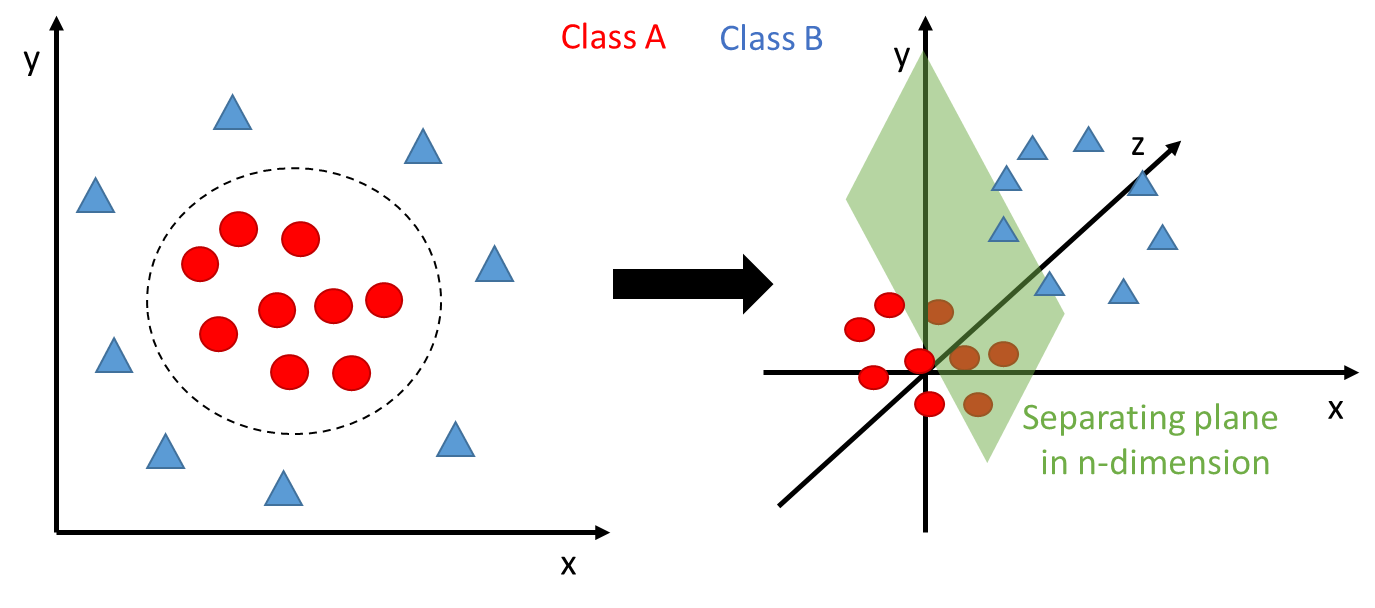 Class A
Class B
y
x
y
z
x
Separating plane
in n-dimension